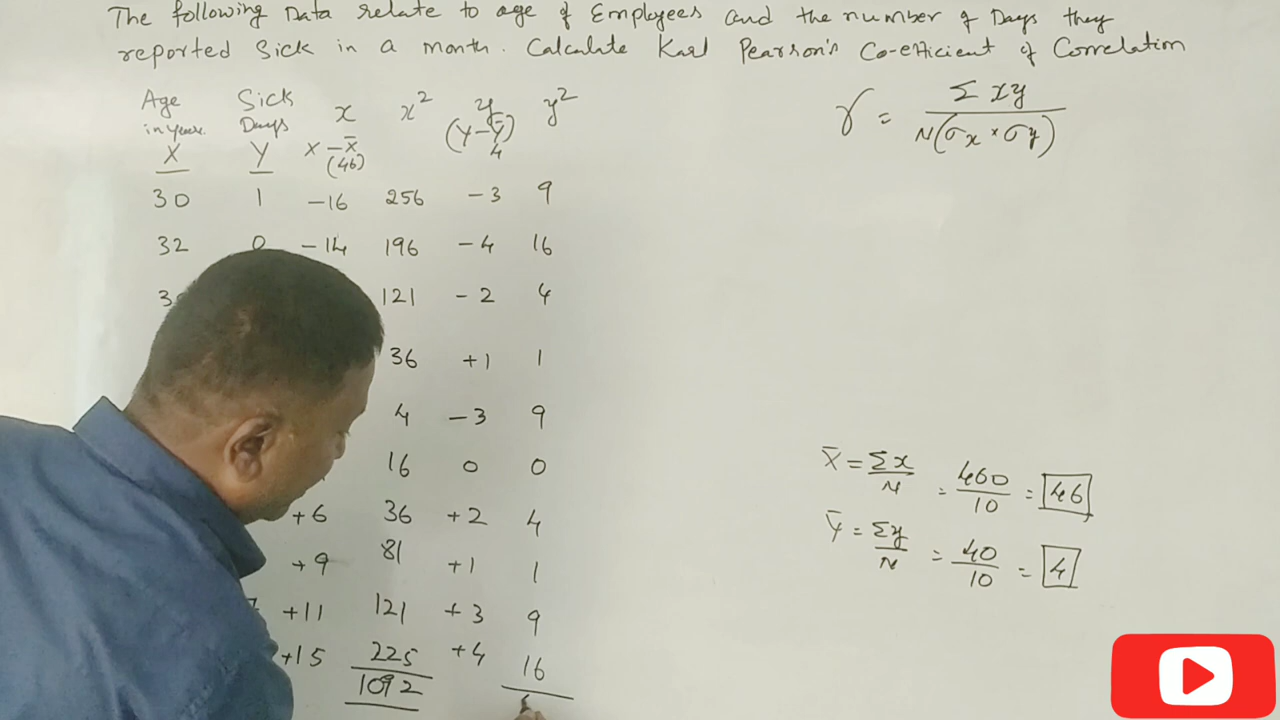 The following Data relate to age of Employees and the number of Days they
reported Sick in a month. Calculate Karl Pearson's Co-efficient of Correlation
Age in Years X Sick Days Y x X - X̄ (46) x² y (Y-Ȳ) 4 y²
r = Σxy / N(σx × σy)
30 1 -16 256 -3 9
32 0 -14 196 -4 16
3 121 -2 4
36 +1 1
4 -3 9
16 0 0
+6 36 +2 4
+9 81 +1 1
+11 121 +3 9
+15 225 +4 16
1092
X̄ = Σx / N = 460 / 10 = 46
Ȳ = Σy / N = 40 / 10 = 4